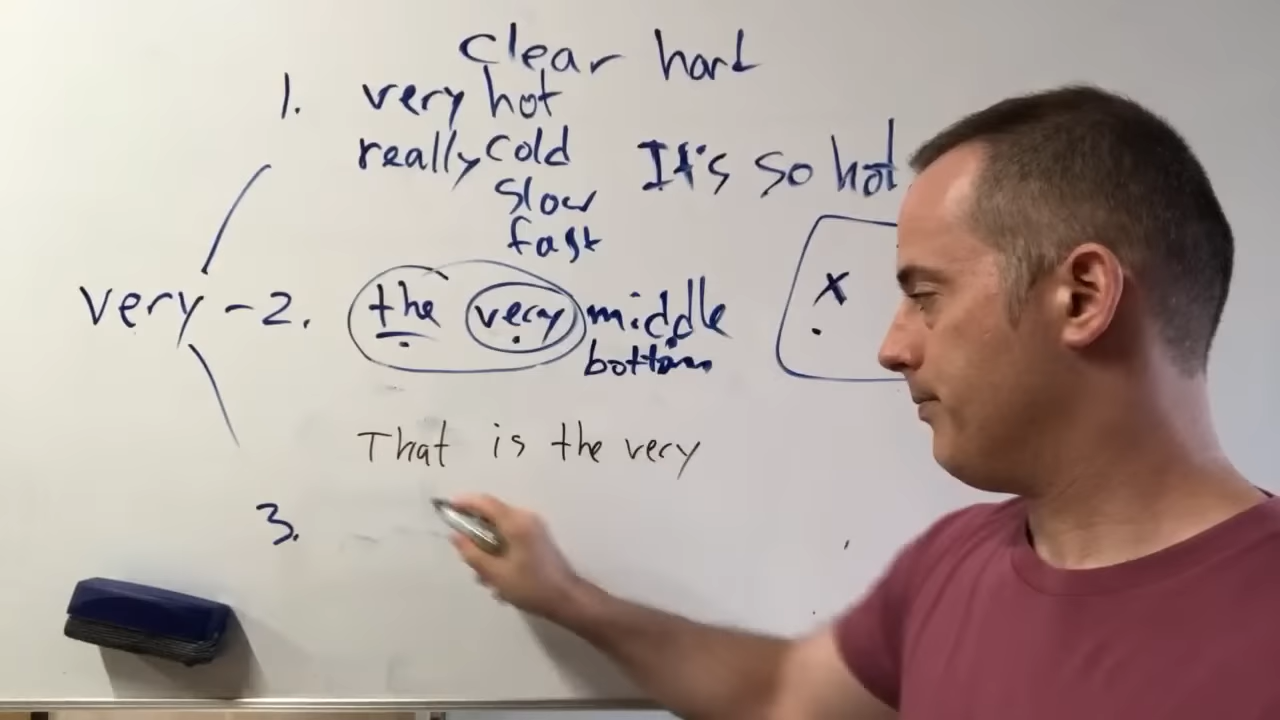 clear hard
1. very hot
really cold It's so hot
slow
fast
very - 2. the very middle
x
bottom
That is the very
3.